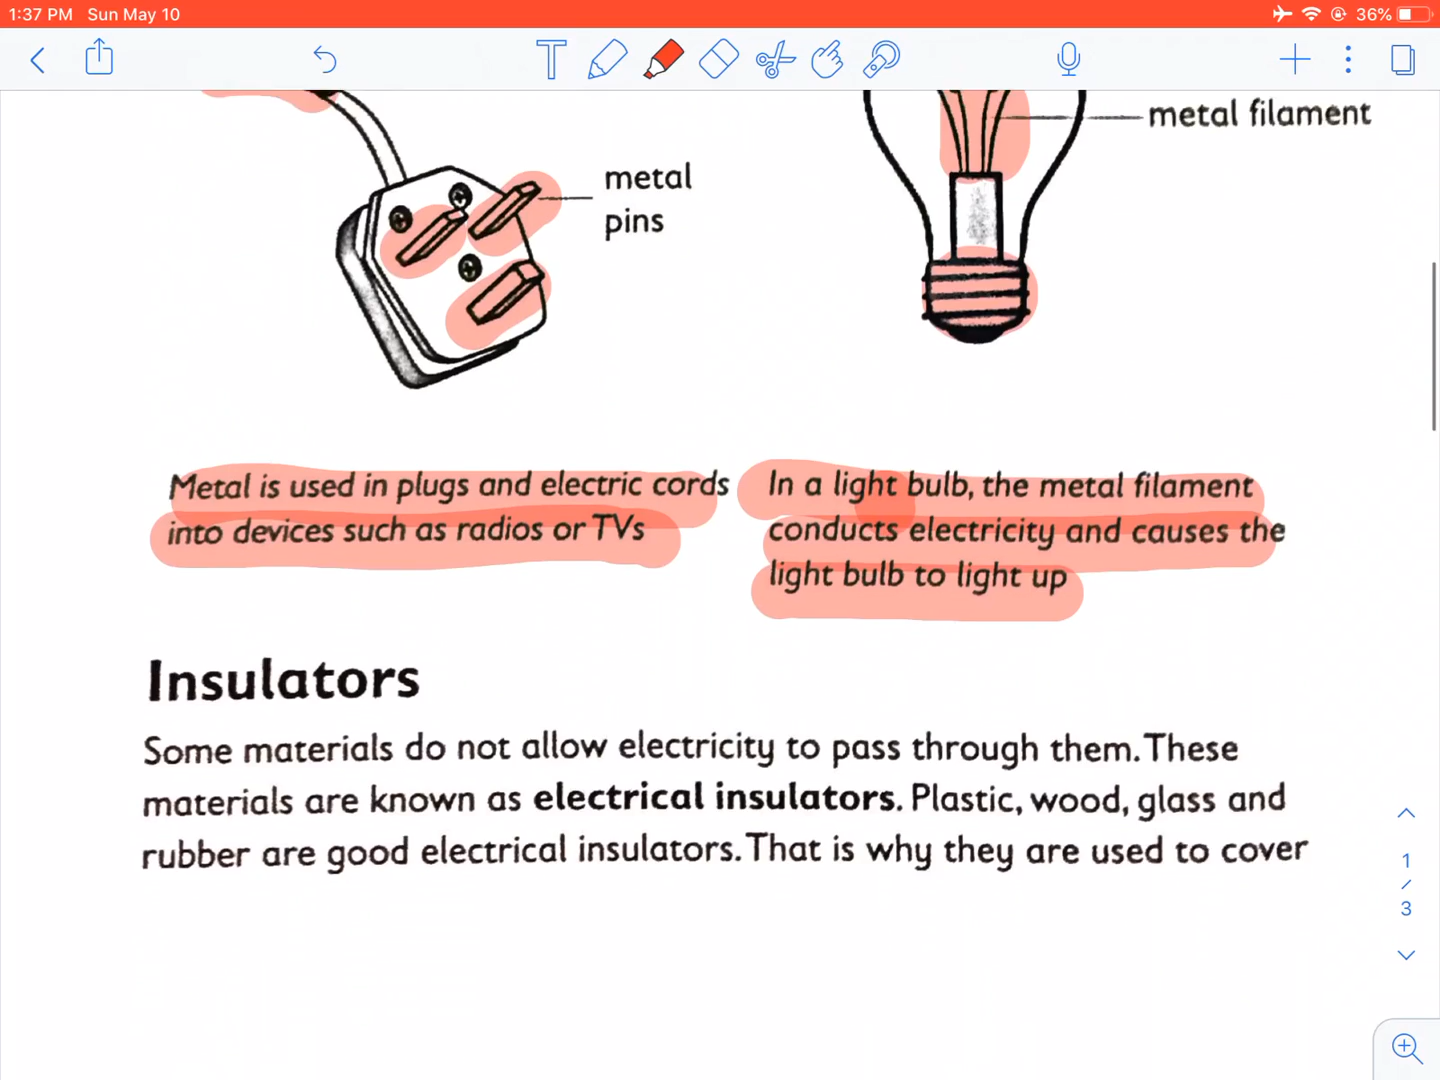 1:37 PM Sun May 10 36%
metal filament
metal
pins
Metal is used in plugs and electric cords
into devices such as radios or TVs
In a light bulb, the metal filament
conducts electricity and causes the
light bulb to light up
Insulators
Some materials do not allow electricity to pass through them. These
materials are known as electrical insulators. Plastic, wood, glass and
rubber are good electrical insulators. That is why they are used to cover
1
/
3